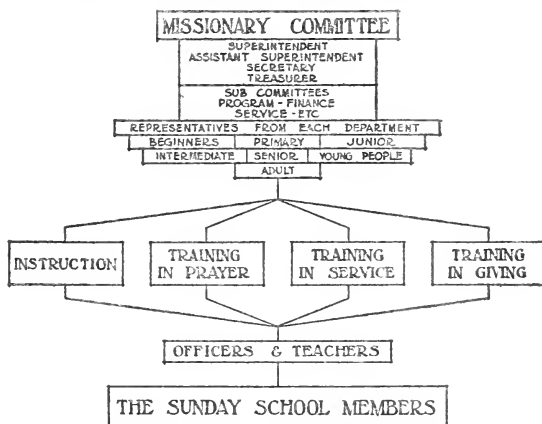 MISSIONARY COMMITTEE
SUPERINTENDENT
ASSISTANT SUPERINTENDENT
SECRETARY
TREASURER
SUB COMMITTEES
PROGRAM - FINANCE
SERVICE - ETC
REPRESENTATIVES FROM EACH DEPARTMENT
BEGINNERS PRIMARY JUNIOR
INTERMEDIATE SENIOR YOUNG PEOPLE
ADULT
INSTRUCTION
TRAINING
IN PRAYER
TRAINING
IN SERVICE
TRAINING
IN GIVING
OFFICERS & TEACHERS
THE SUNDAY SCHOOL MEMBERS